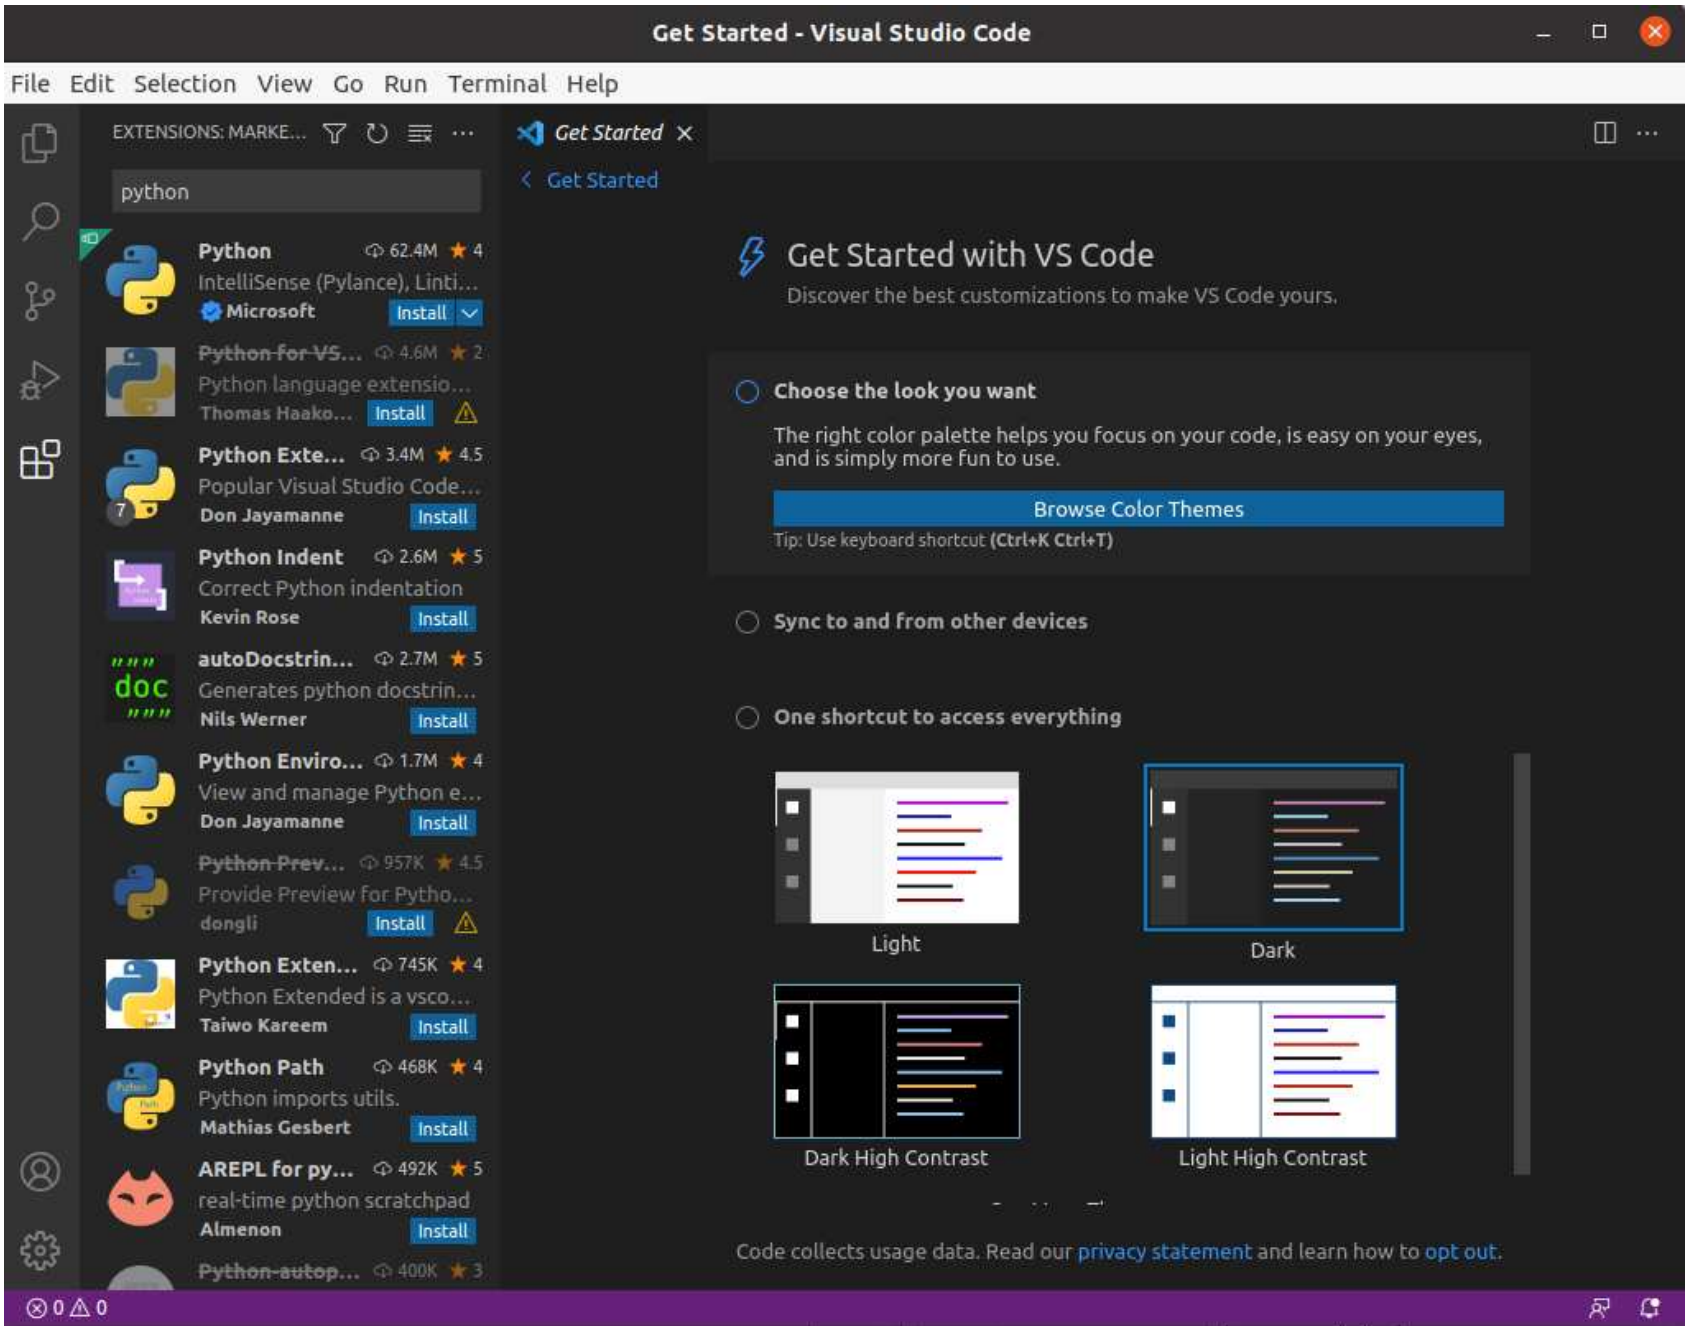 Get Started - Visual Studio Code
File Edit Selection View Go Run Terminal Help
EXTENSIONS: MARKE...
python
Python 62.4M ★ 4
IntelliSense (Pylance), Linti...
Microsoft Install
Python for VS... 4.6M ★ 2
Python language extensio...
Thomas Haako... Install
Python Exte... 3.4M ★ 4.5
Popular Visual Studio Code...
7
Don Jayamanne Install
Python Indent 2.6M ★ 5
Correct Python indentation
Kevin Rose Install
"""
doc
"""
autoDocstrin... 2.7M ★ 5
Generates python docstrin...
Nils Werner Install
Python Enviro... 1.7M ★ 4
View and manage Python e...
Don Jayamanne Install
Python Prev... 957K ★ 4.5
Provide Preview for Pytho...
dongli Install
Python Exten... 745K ★ 4
Python Extended is a vsco...
Taiwo Kareem Install
Python Path 468K ★ 4
Python imports utils.
Mathias Gesbert Install
AREPL for py... 492K ★ 5
real-time python scratchpad
Almenon Install
Python-autop... 400K ★ 3
Get Started
Get Started
Get Started with VS Code
Discover the best customizations to make VS Code yours.
Choose the look you want
The right color palette helps you focus on your code, is easy on your eyes,
and is simply more fun to use.
Browse Color Themes
Tip: Use keyboard shortcut (Ctrl+K Ctrl+T)
Sync to and from other devices
One shortcut to access everything
Light
Dark
Dark High Contrast
Light High Contrast
Code collects usage data. Read our privacy statement and learn how to opt out.
0 0